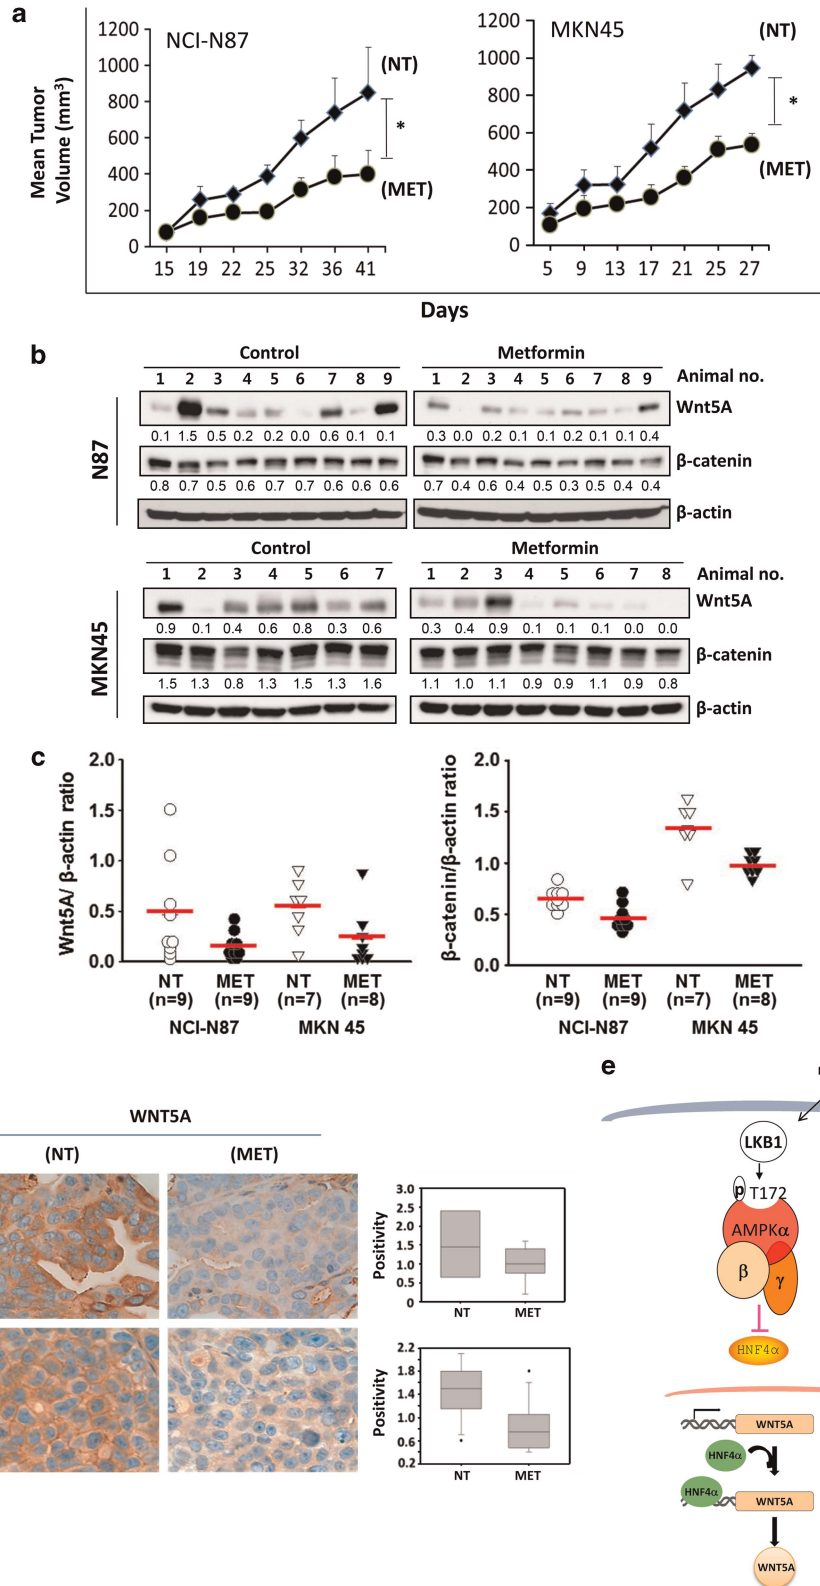 a
NCI-N87
MKN45
Mean Tumor
Volume (mm³)
1200
1000
800
600
400
200
0
(NT)
*
(MET)
15 19 22 25 32 36 41
1200
1000
800
600
400
200
0
(NT)
*
(MET)
5 9 13 17 21 25 27
Days
b
N87
Control
Metformin
1 2 3 4 5 6 7 8 9
1 2 3 4 5 6 7 8 9
Animal no.
Wnt5A
0.1 1.5 0.5 0.2 0.2 0.0 0.6 0.1 0.1
0.3 0.0 0.2 0.1 0.1 0.2 0.1 0.1 0.4
β-catenin
0.8 0.7 0.5 0.6 0.7 0.7 0.6 0.6 0.6
0.7 0.4 0.6 0.4 0.5 0.3 0.5 0.4 0.4
β-actin
MKN45
Control
Metformin
1 2 3 4 5 6 7
1 2 3 4 5 6 7 8
Animal no.
Wnt5A
0.9 0.1 0.4 0.6 0.8 0.3 0.6
0.3 0.4 0.9 0.1 0.1 0.1 0.0 0.0
β-catenin
1.5 1.3 0.8 1.3 1.5 1.3 1.6
1.1 1.0 1.1 0.9 0.9 1.1 0.9 0.8
β-actin
c
Wnt5A/ β-actin ratio
2.0
1.5
1.0
0.5
0.0
NT MET NT MET
(n=9) (n=9) (n=7) (n=8)
NCI-N87 MKN 45
β-catenin/β-actin ratio
2.0
1.5
1.0
0.5
0.0
NT MET NT MET
(n=9) (n=9) (n=7) (n=8)
NCI-N87 MKN 45
WNT5A
(NT) (MET)
Positivity
3.0
2.5
2.0
1.5
1.0
0.5
0
NT MET
Positivity
2.2
1.8
1.4
1.0
0.6
0.2
NT MET
e
LKB1
p T172
AMPKα
β
γ
HNF4α
WNT5A
HNF4α
HNF4α
WNT5A
WNT5A